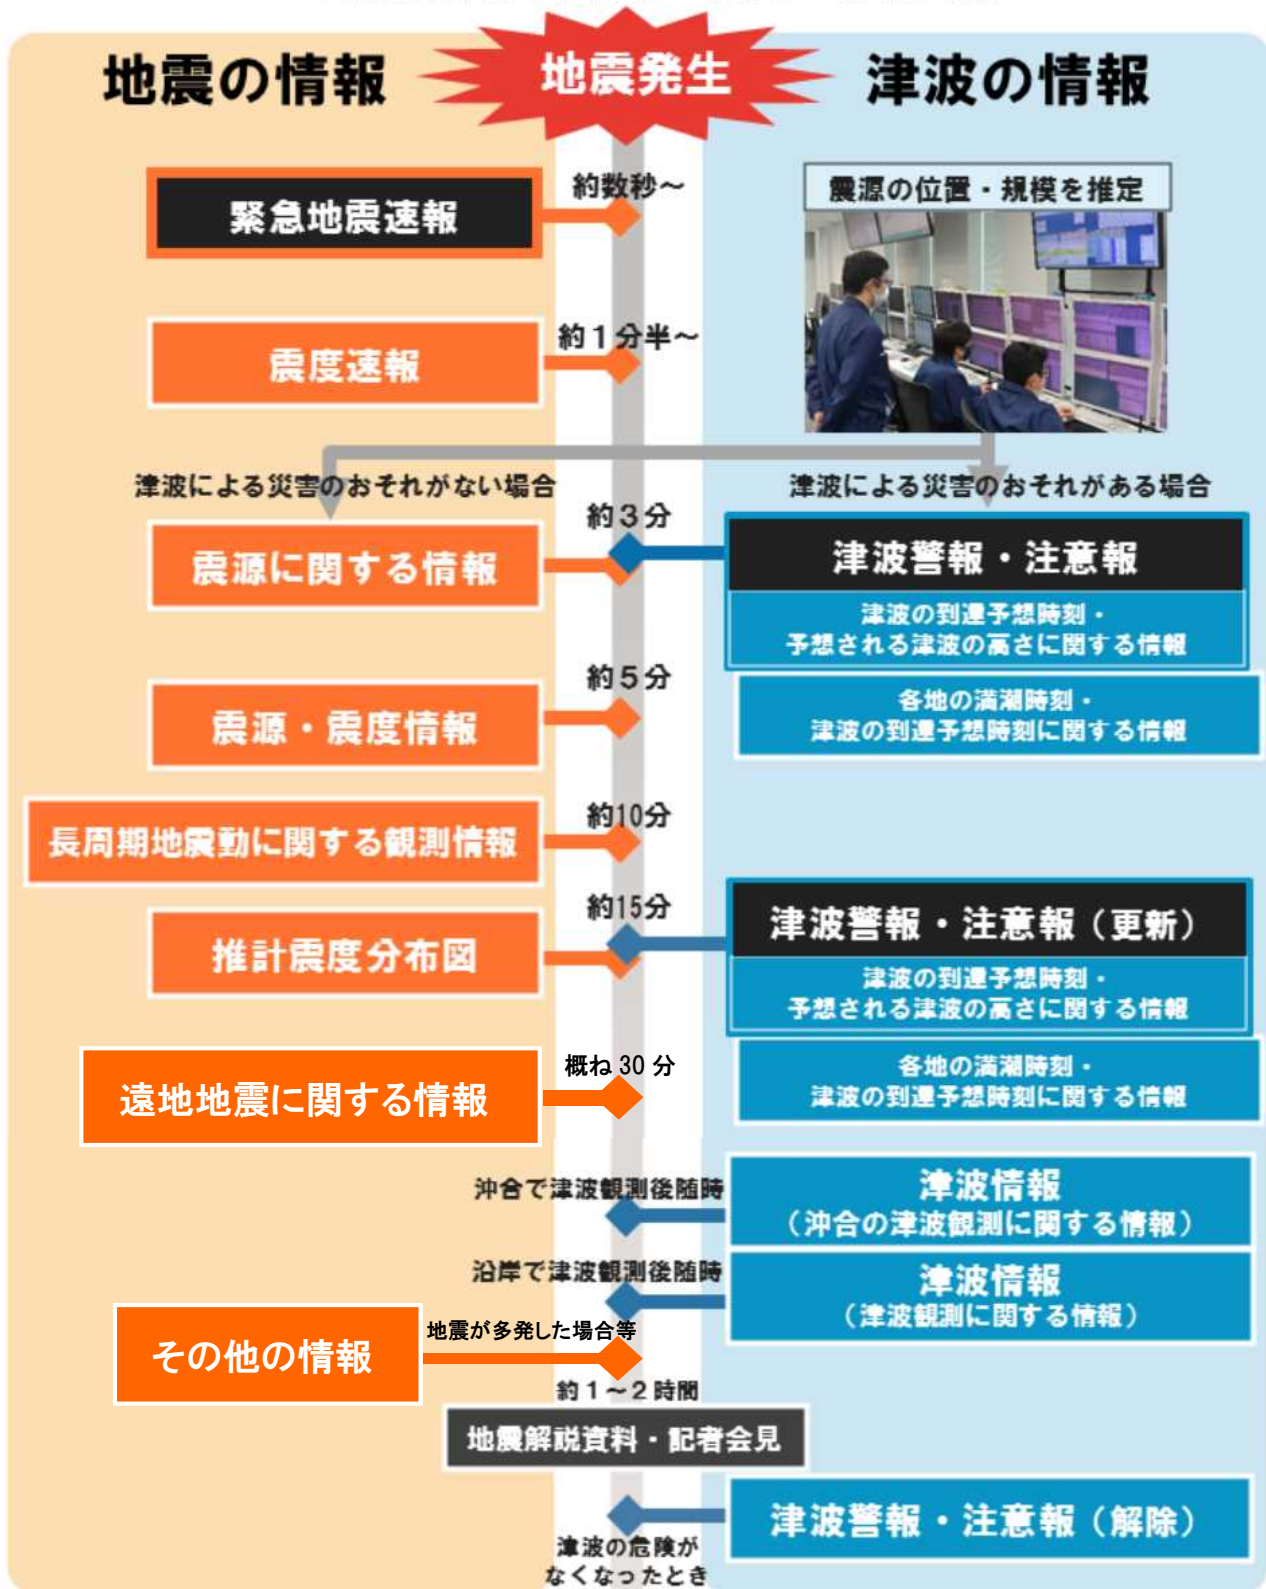 地震の情報
地震発生
津波の情報
約数秒～
緊急地震速報
震源の位置・規模を推定
約１分半～
震度速報
津波による災害のおそれがない場合
津波による災害のおそれがある場合
約３分
震源に関する情報
津波警報・注意報
津波の到達予想時刻・
予想される津波の高さに関する情報
約５分
震源・震度情報
各地の満潮時刻・
津波の到達予想時刻に関する情報
約10分
長周期地震動に関する観測情報
約15分
推計震度分布図
津波警報・注意報（更新）
津波の到達予想時刻・
予想される津波の高さに関する情報
概ね 30 分
遠地地震に関する情報
各地の満潮時刻・
津波の到達予想時刻に関する情報
沖合で津波観測後随時
津波情報
（沖合の津波観測に関する情報）
沿岸で津波観測後随時
津波情報
（津波観測に関する情報）
地震が多発した場合等
その他の情報
約１～２時間
地震解説資料・記者会見
津波警報・注意報（解除）
津波の危険が
なくなったとき